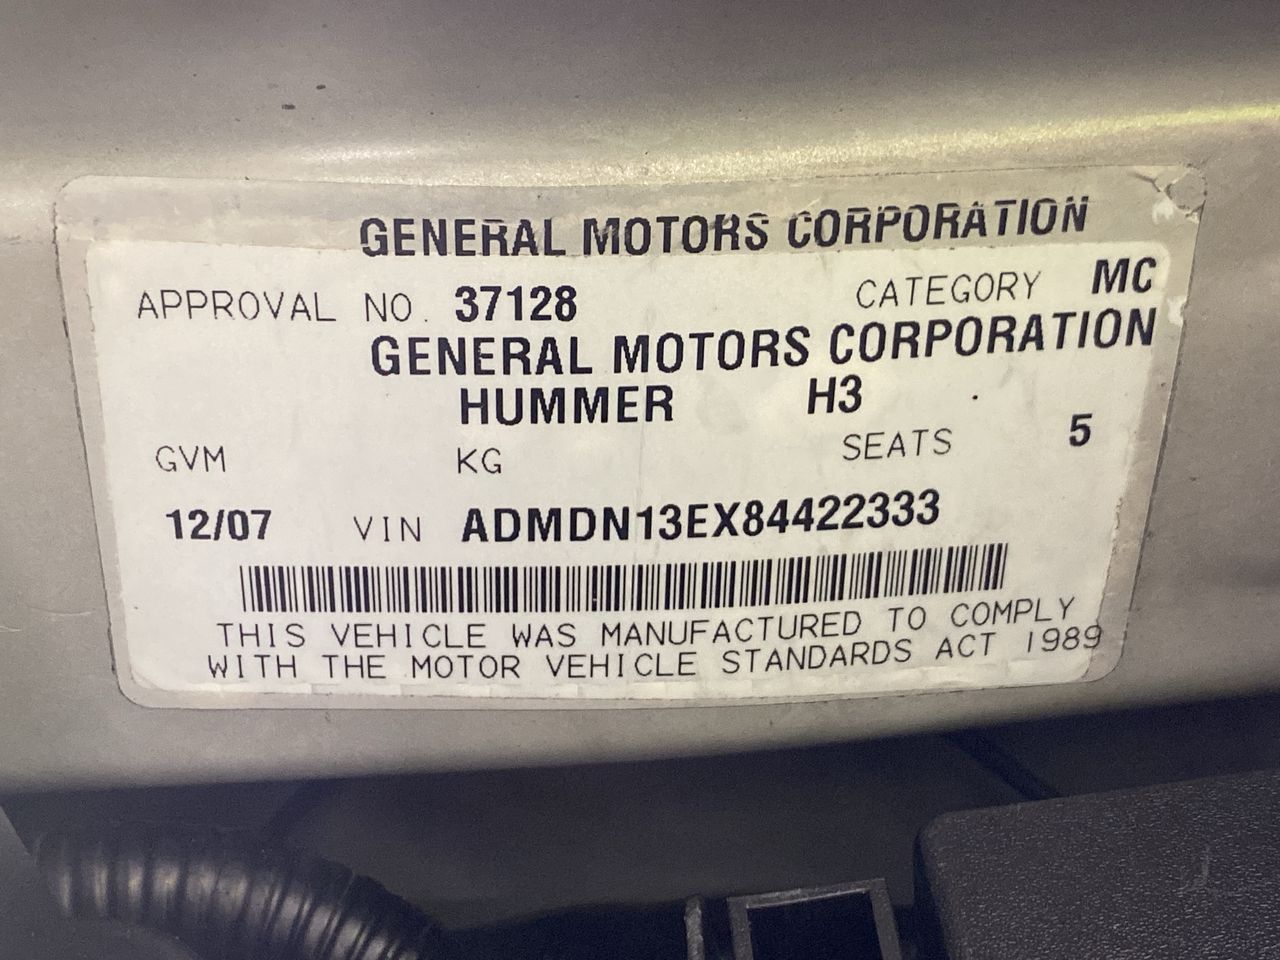 GENERAL MOTORS CORPORATION
APPROVAL NO. 37128 CATEGORY MC
GENERAL MOTORS CORPORATION
HUMMER H3
GVM KG SEATS 5
12/07 VIN ADMDN13EX84422333
THIS VEHICLE WAS MANUFACTURED TO COMPLY
WITH THE MOTOR VEHICLE STANDARDS ACT 1989